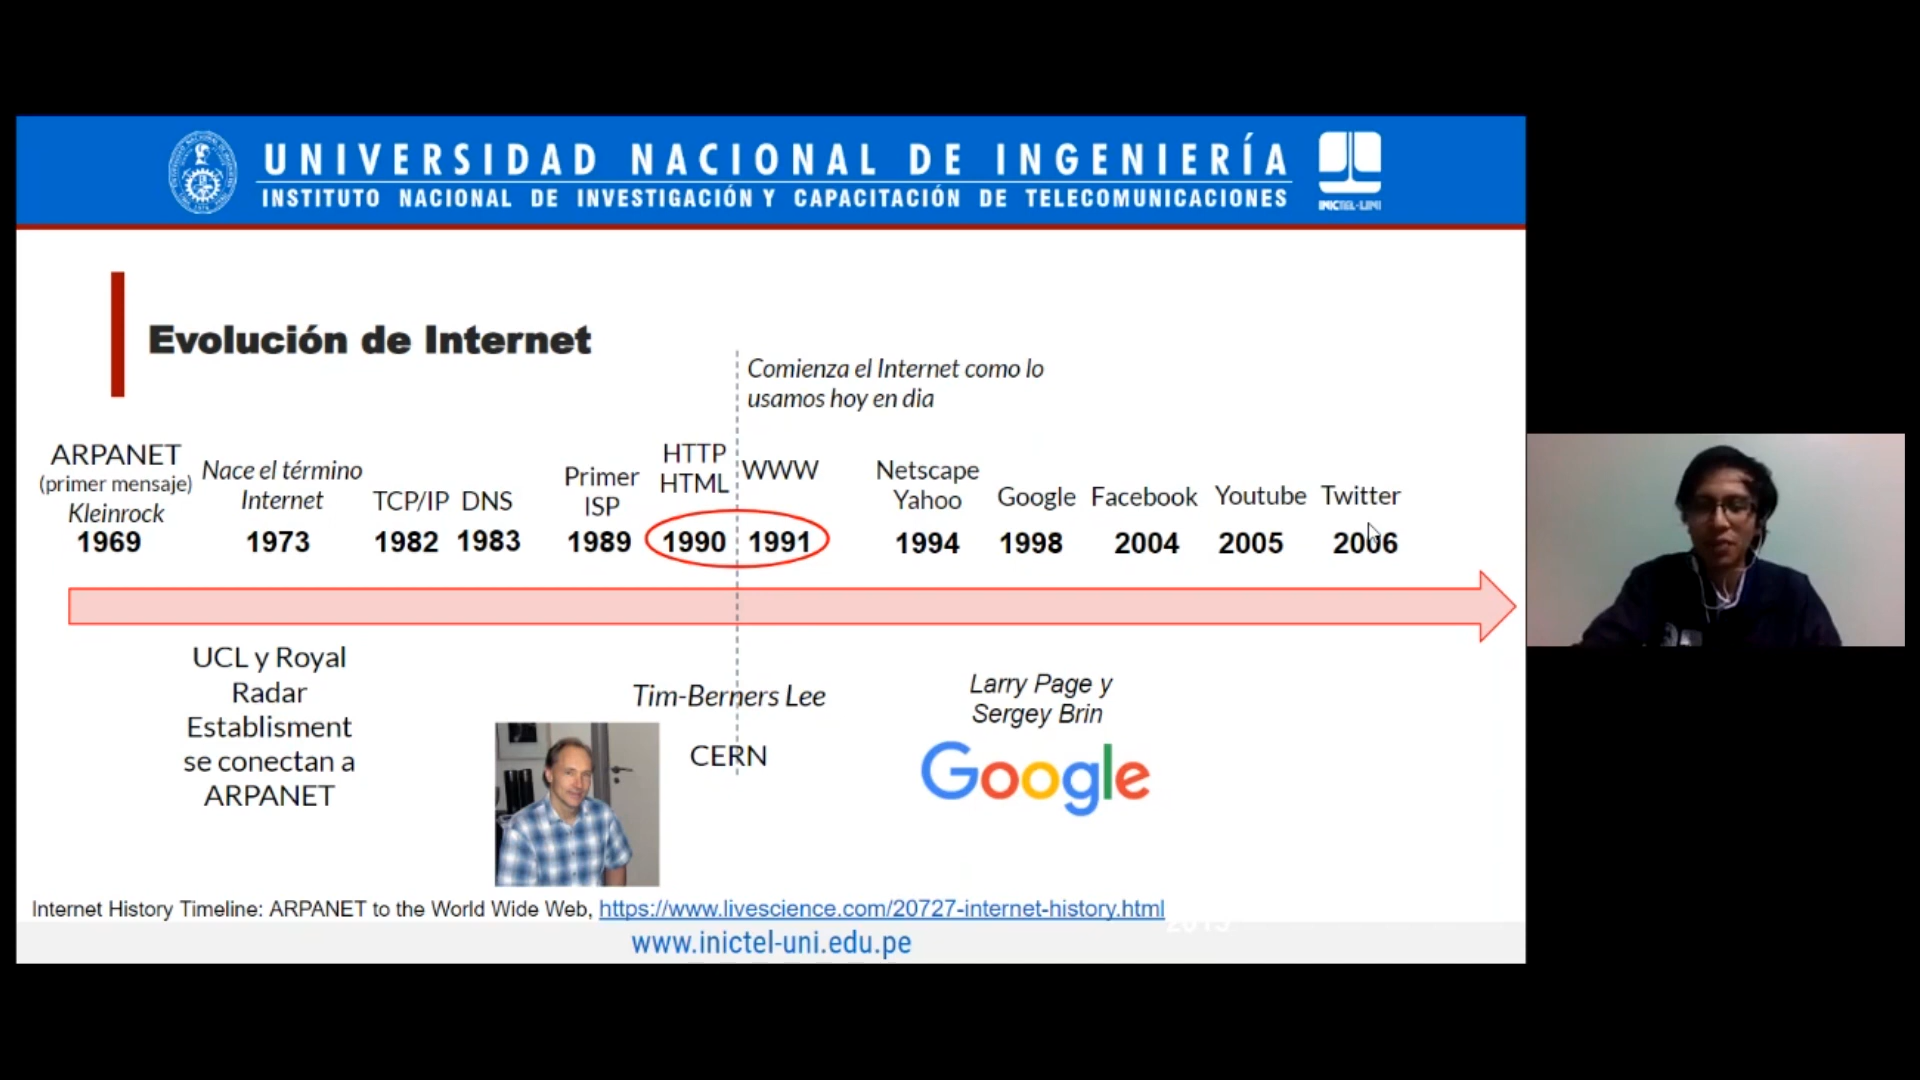 UNIVERSIDAD NACIONAL DE INGENIERÍA
INSTITUTO NACIONAL DE INVESTIGACIÓN Y CAPACITACIÓN DE TELECOMUNICACIONES
INICTEL-UNI
Evolución de Internet
Comienza el Internet como lo
usamos hoy en dia
ARPANET
(primer mensaje)
Kleinrock
1969
Nace el término
Internet
1973
TCP/IP
1982
DNS
1983
Primer
ISP
1989
HTTP
HTML
1990
WWW
1991
Netscape
Yahoo
1994
Google
1998
Facebook
2004
Youtube
2005
Twitter
2006
UCL y Royal
Radar
Establisment
se conectan a
ARPANET
Tim-Berners Lee
CERN
Larry Page y
Sergey Brin
Google
Internet History Timeline: ARPANET to the World Wide Web, https://www.livescience.com/20727-internet-history.html
www.inictel-uni.edu.pe